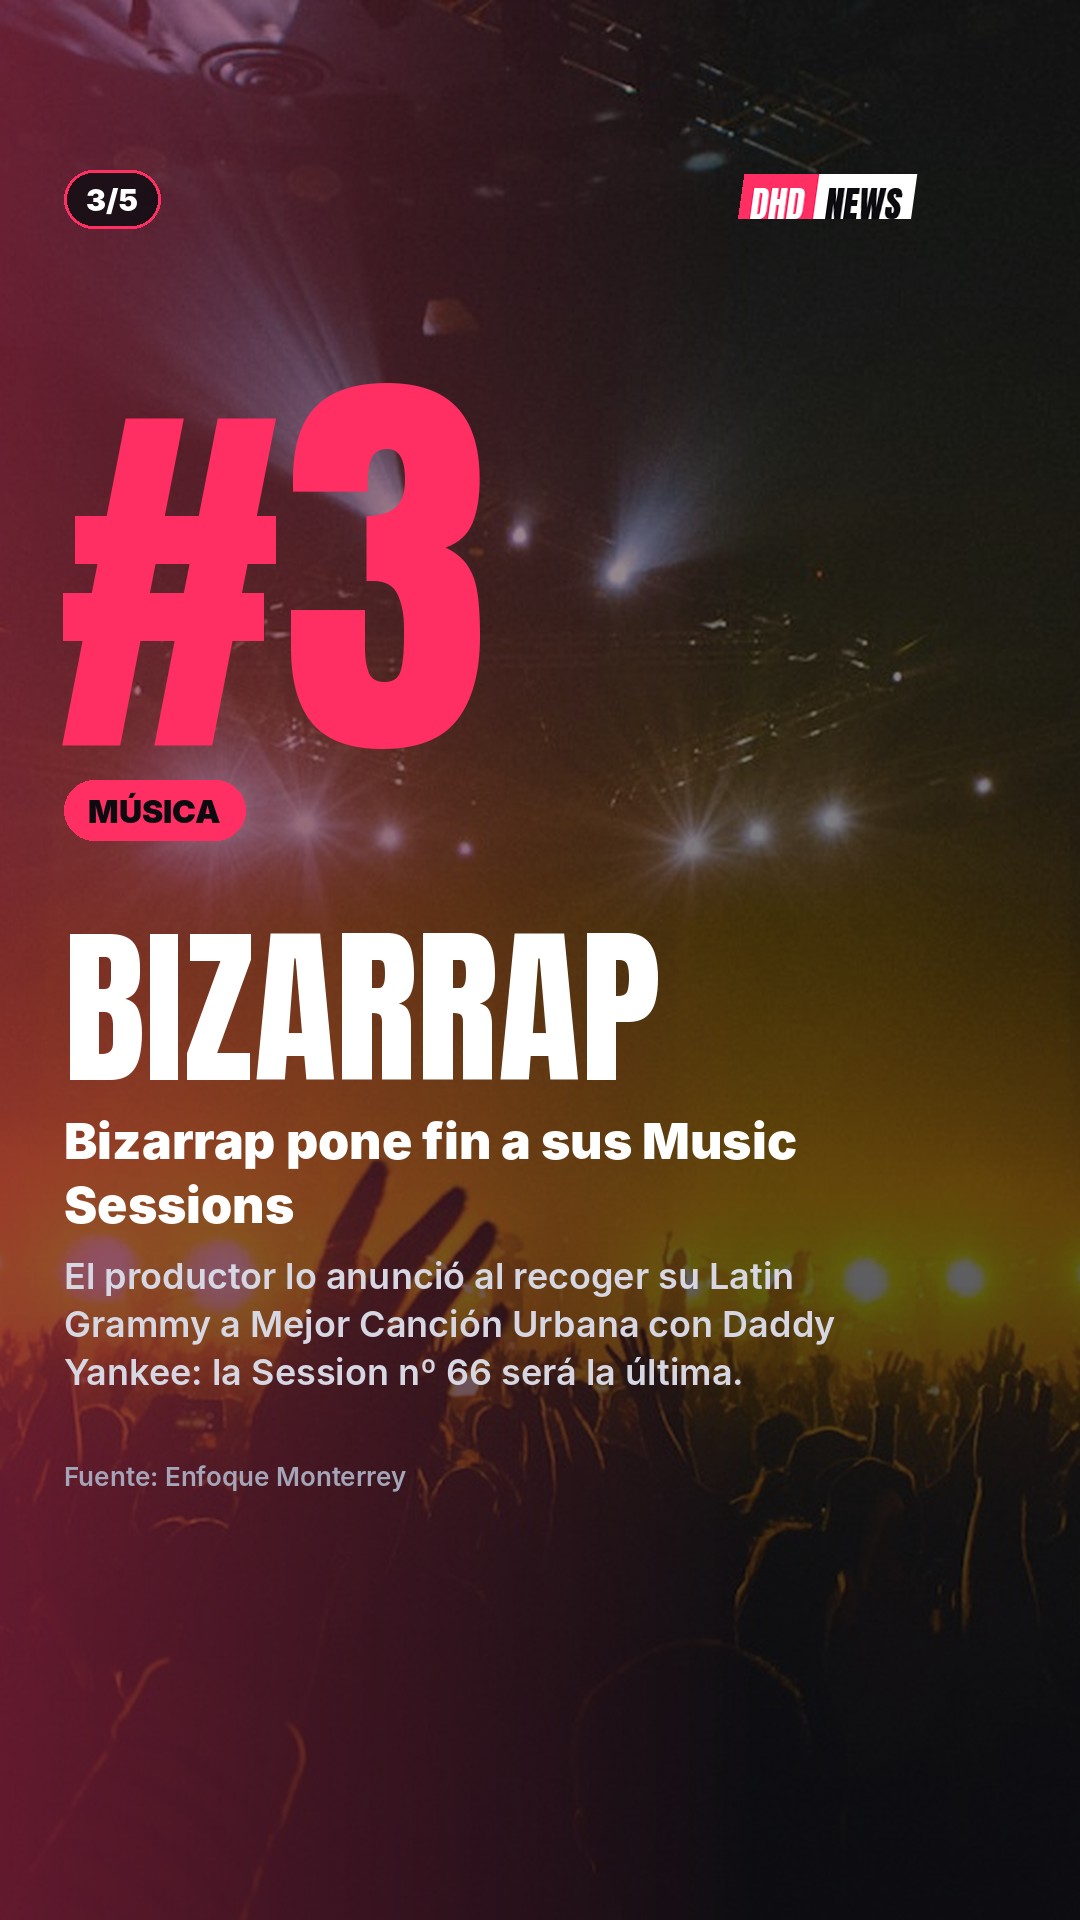 3/5
DHD NEWS
#3
MÚSICA
BIZARRAP
Bizarrap pone fin a sus Music
Sessions
El productor lo anunció al recoger su Latin
Grammy a Mejor Canción Urbana con Daddy
Yankee: la Session nº 66 será la última.
Fuente: Enfoque Monterrey